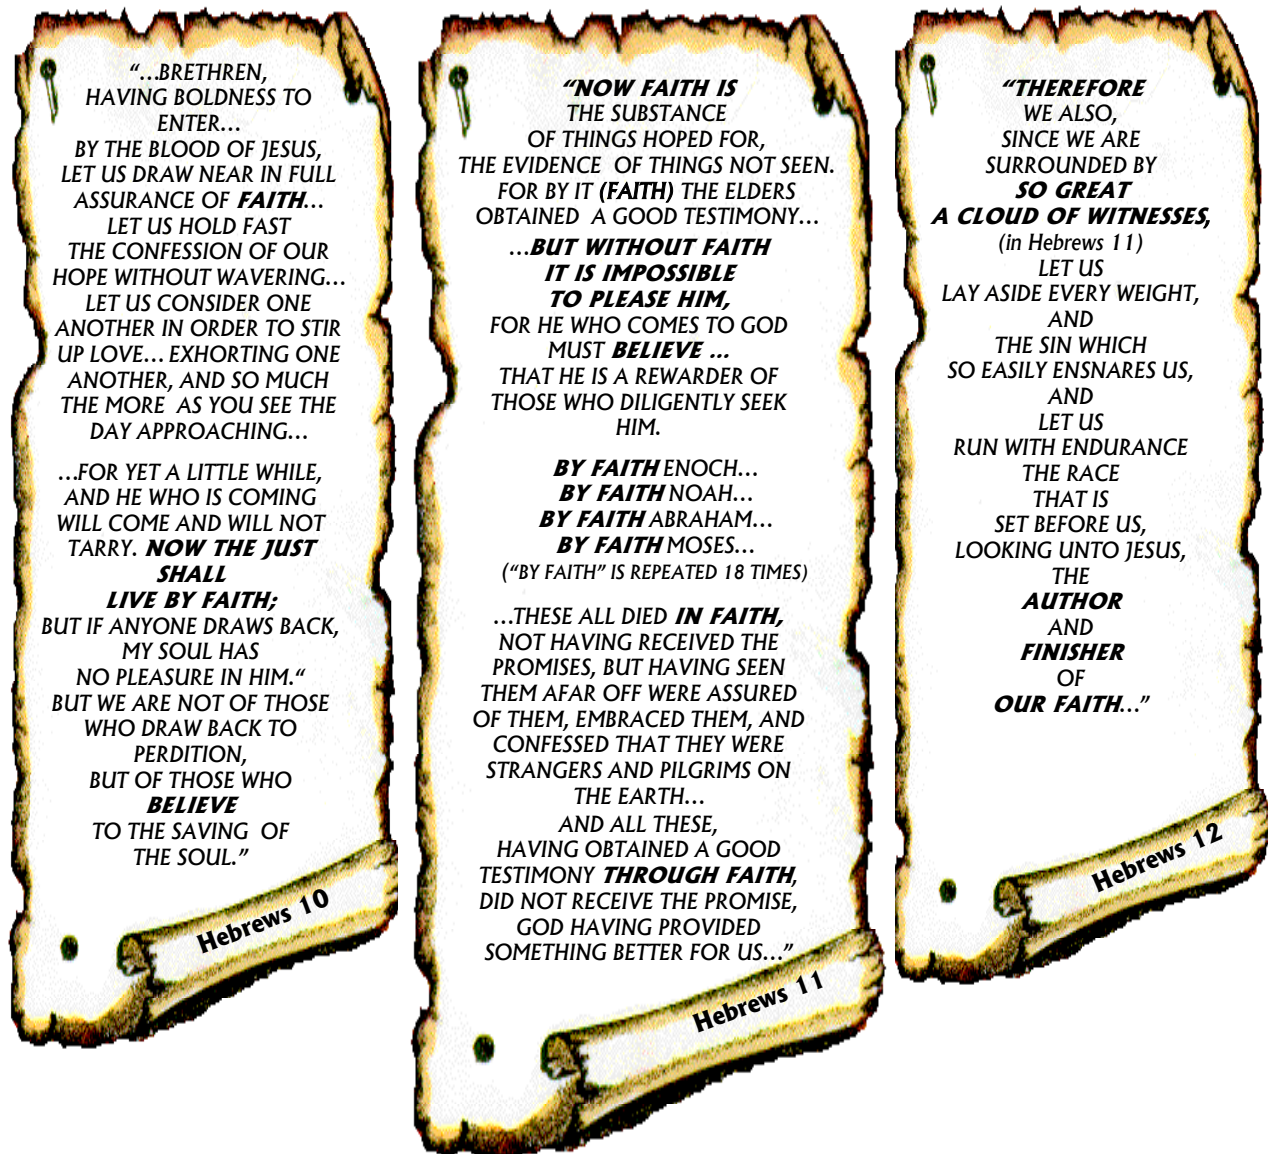 “…BRETHREN,
HAVING BOLDNESS TO
ENTER…
BY THE BLOOD OF JESUS,
LET US DRAW NEAR IN FULL
ASSURANCE OF FAITH…
LET US HOLD FAST
THE CONFESSION OF OUR
HOPE WITHOUT WAVERING…
LET US CONSIDER ONE
ANOTHER IN ORDER TO STIR
UP LOVE… EXHORTING ONE
ANOTHER, AND SO MUCH
THE MORE AS YOU SEE THE
DAY APPROACHING…
…FOR YET A LITTLE WHILE,
AND HE WHO IS COMING
WILL COME AND WILL NOT
TARRY. NOW THE JUST
SHALL
LIVE BY FAITH;
BUT IF ANYONE DRAWS BACK,
MY SOUL HAS
NO PLEASURE IN HIM.“
BUT WE ARE NOT OF THOSE
WHO DRAW BACK TO
PERDITION,
BUT OF THOSE WHO
BELIEVE
TO THE SAVING OF
THE SOUL.”
Hebrews 10
“NOW FAITH IS
THE SUBSTANCE
OF THINGS HOPED FOR,
THE EVIDENCE OF THINGS NOT SEEN.
FOR BY IT (FAITH) THE ELDERS
OBTAINED A GOOD TESTIMONY…
…BUT WITHOUT FAITH
IT IS IMPOSSIBLE
TO PLEASE HIM,
FOR HE WHO COMES TO GOD
MUST BELIEVE …
THAT HE IS A REWARDER OF
THOSE WHO DILIGENTLY SEEK
HIM.
BY FAITH ENOCH…
BY FAITH NOAH…
BY FAITH ABRAHAM…
BY FAITH MOSES…
(“BY FAITH” IS REPEATED 18 TIMES)
…THESE ALL DIED IN FAITH,
NOT HAVING RECEIVED THE
PROMISES, BUT HAVING SEEN
THEM AFAR OFF WERE ASSURED
OF THEM, EMBRACED THEM, AND
CONFESSED THAT THEY WERE
STRANGERS AND PILGRIMS ON
THE EARTH…
AND ALL THESE,
HAVING OBTAINED A GOOD
TESTIMONY THROUGH FAITH,
DID NOT RECEIVE THE PROMISE,
GOD HAVING PROVIDED
SOMETHING BETTER FOR US…”
Hebrews 11
“THEREFORE
WE ALSO,
SINCE WE ARE
SURROUNDED BY
SO GREAT
A CLOUD OF WITNESSES,
(in Hebrews 11)
LET US
LAY ASIDE EVERY WEIGHT,
AND
THE SIN WHICH
SO EASILY ENSNARES US,
AND
LET US
RUN WITH ENDURANCE
THE RACE
THAT IS
SET BEFORE US,
LOOKING UNTO JESUS,
THE
AUTHOR
AND
FINISHER
OF
OUR FAITH…”
Hebrews 12